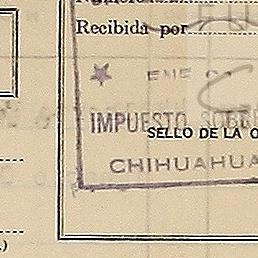 Recibida por
ENE
IMPUESTO SOBRE
SELLO DE LA O
CHIHUAHUA